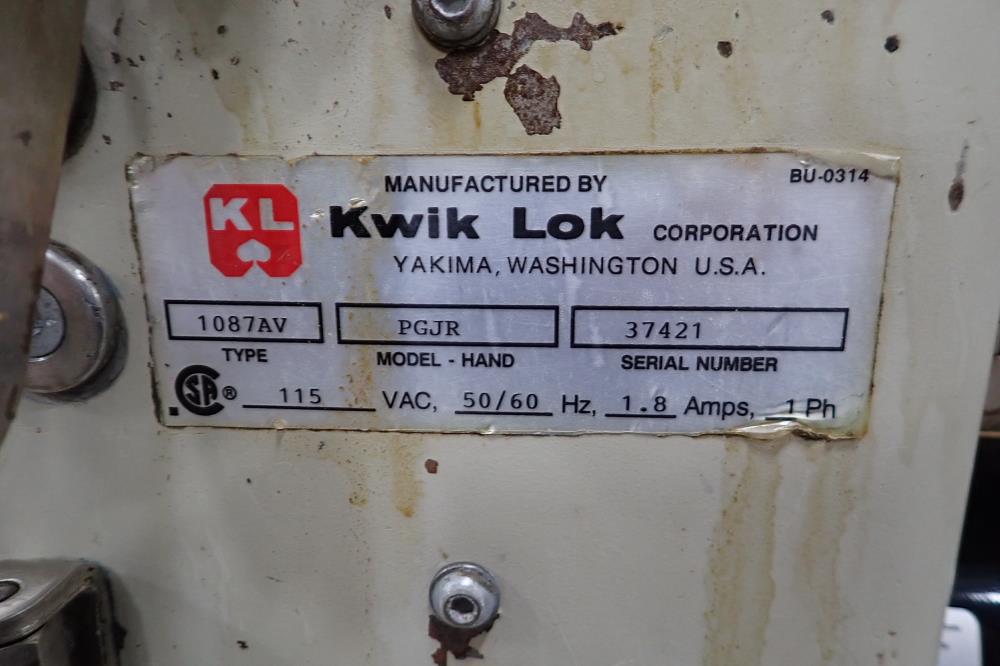 BU-0314
MANUFACTURED BY
KL
Kwik Lok CORPORATION
YAKIMA, WASHINGTON U.S.A.
1087AV PGJR 37421
TYPE MODEL - HAND SERIAL NUMBER
CSA ® 115 VAC, 50/60 Hz, 1.8 Amps, 1 Ph